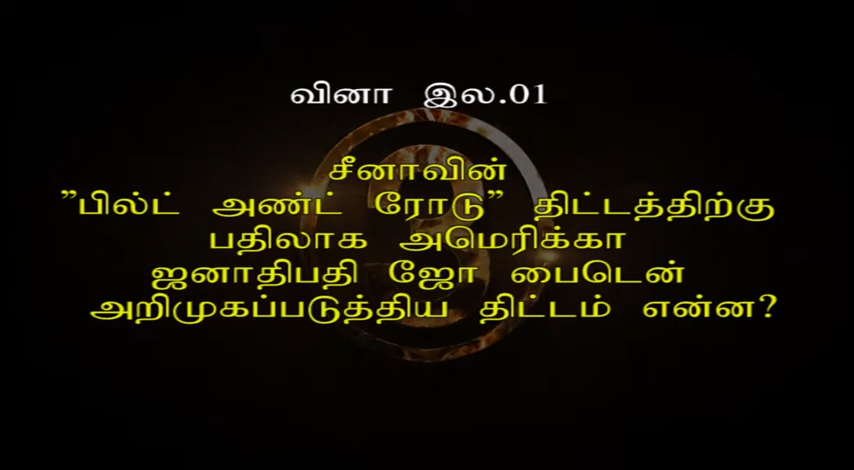 வினா இல.01
சீனாவின்
"பில்ட் அண்ட் ரோடு" திட்டத்திற்கு
பதிலாக அமெரிக்கா
ஜனாதிபதி ஜோ பைடென்
அறிமுகப்படுத்திய திட்டம் என்ன?